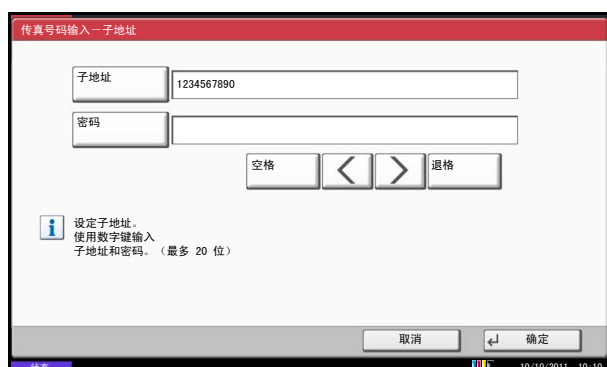 传真号码输入－子地址
子地址
1234567890
密码
空格
退格
设定子地址。
使用数字键输入
子地址和密码。（最多 20 位）
取消
确定
状态
10/10/2011 10:10